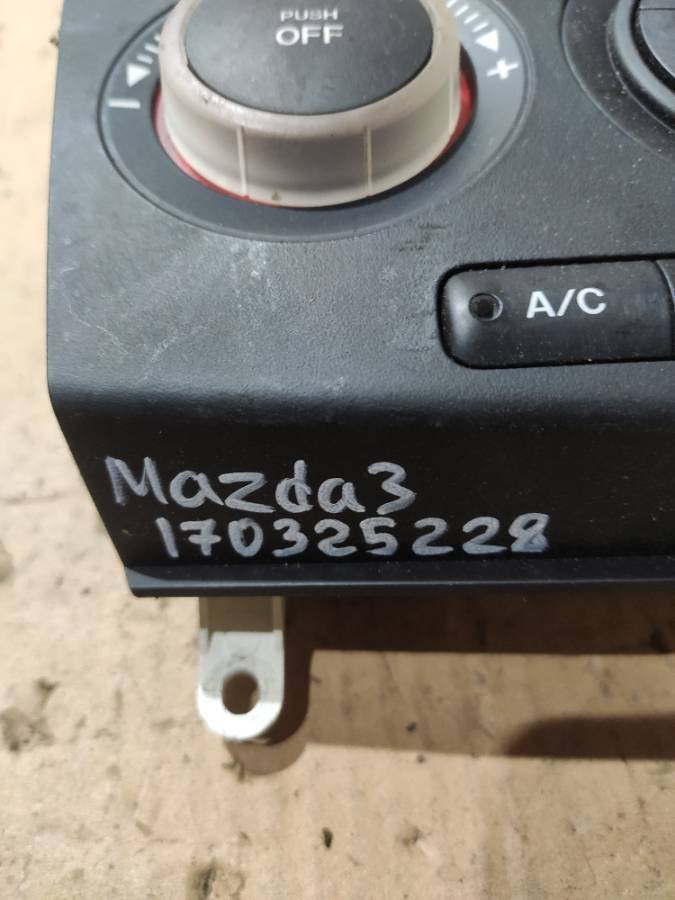 PUSH
OFF
- +
A/C
Mazda3
170325228